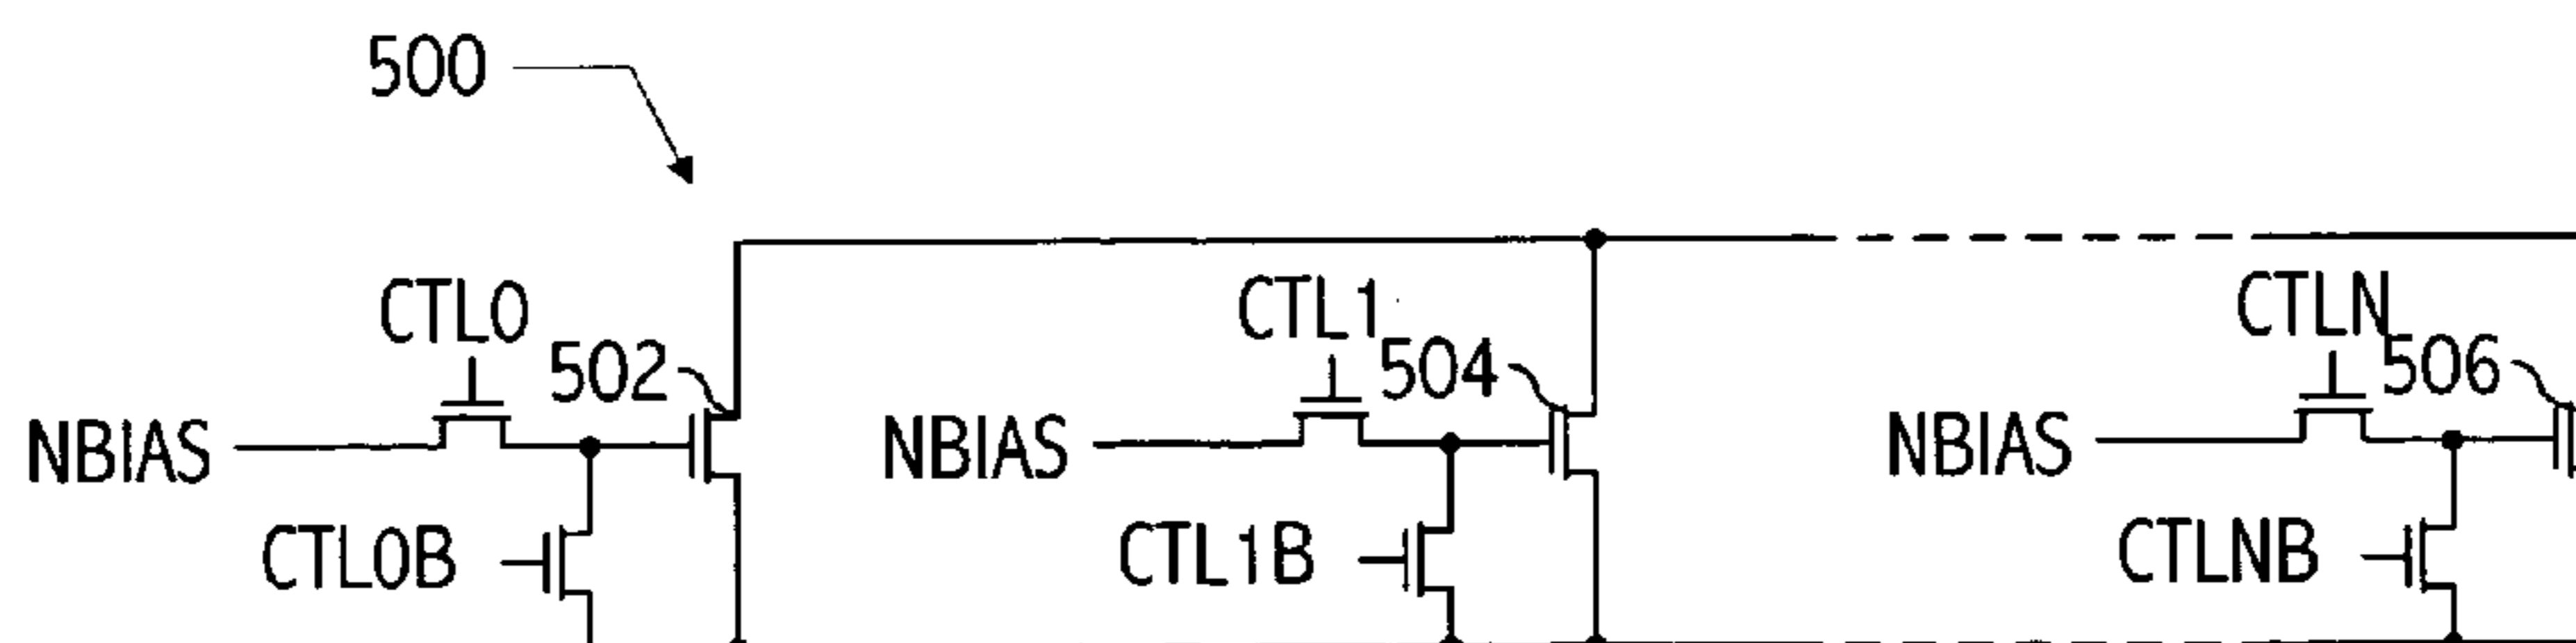 500
CTL0
CTL1
CTLN
502
504
506
NBIAS
NBIAS
NBIAS
CTL0B
CTL1B
CTLNB